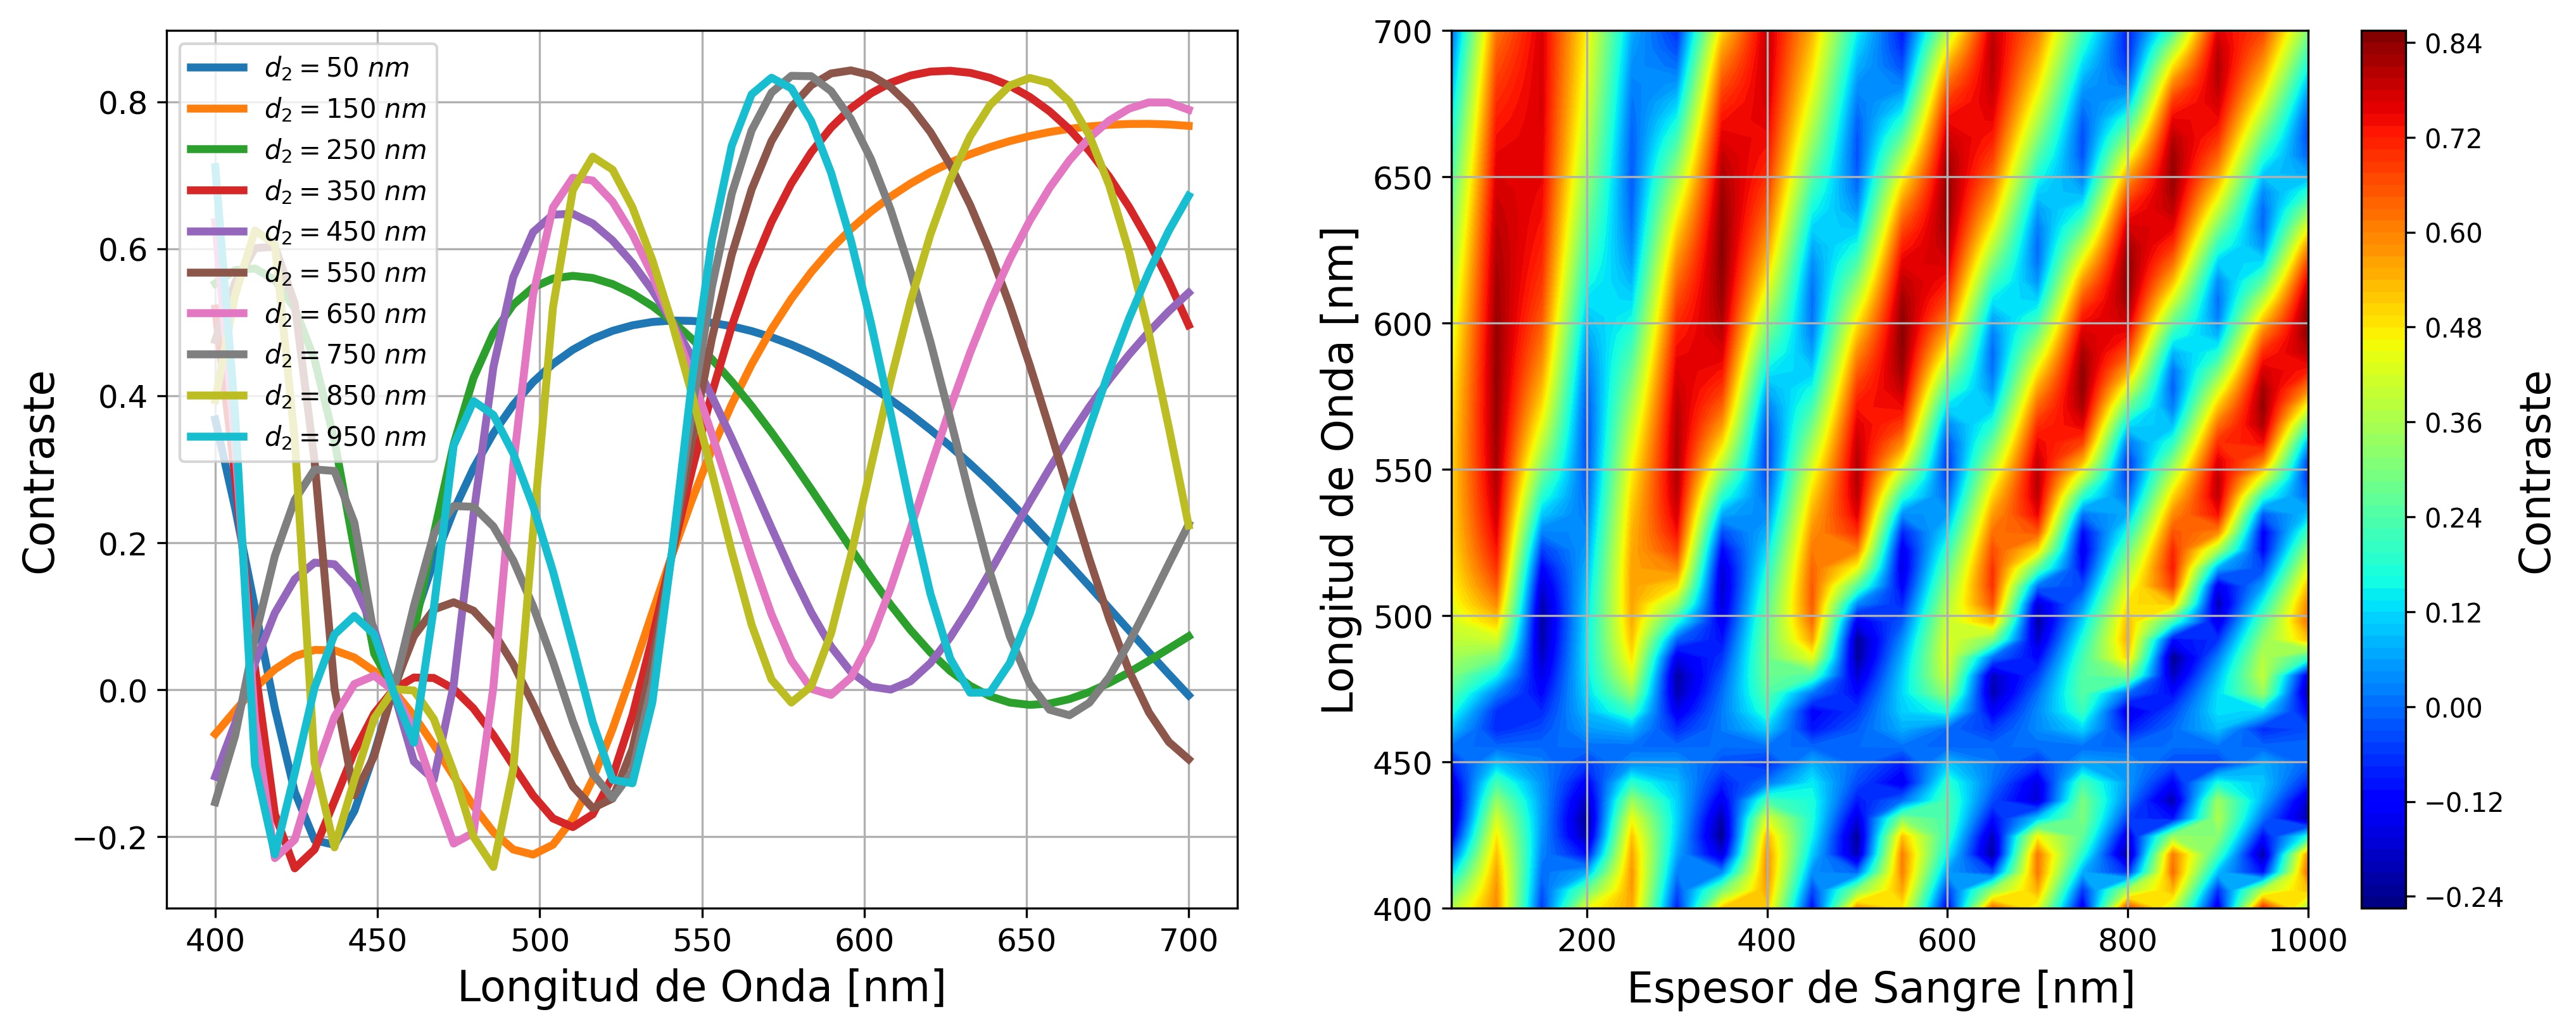 Contraste
0.8
0.6
0.4
0.2
0.0
−0.2
d₂ = 50 nm
d₂ = 150 nm
d₂ = 250 nm
d₂ = 350 nm
d₂ = 450 nm
d₂ = 550 nm
d₂ = 650 nm
d₂ = 750 nm
d₂ = 850 nm
d₂ = 950 nm
400 450 500 550 600 650 700
Longitud de Onda [nm]
Longitud de Onda [nm]
700
650
600
550
500
450
400
200 400 600 800 1000
Espesor de Sangre [nm]
0.84
0.72
0.60
0.48
0.36
0.24
0.12
0.00
−0.12
−0.24
Contraste